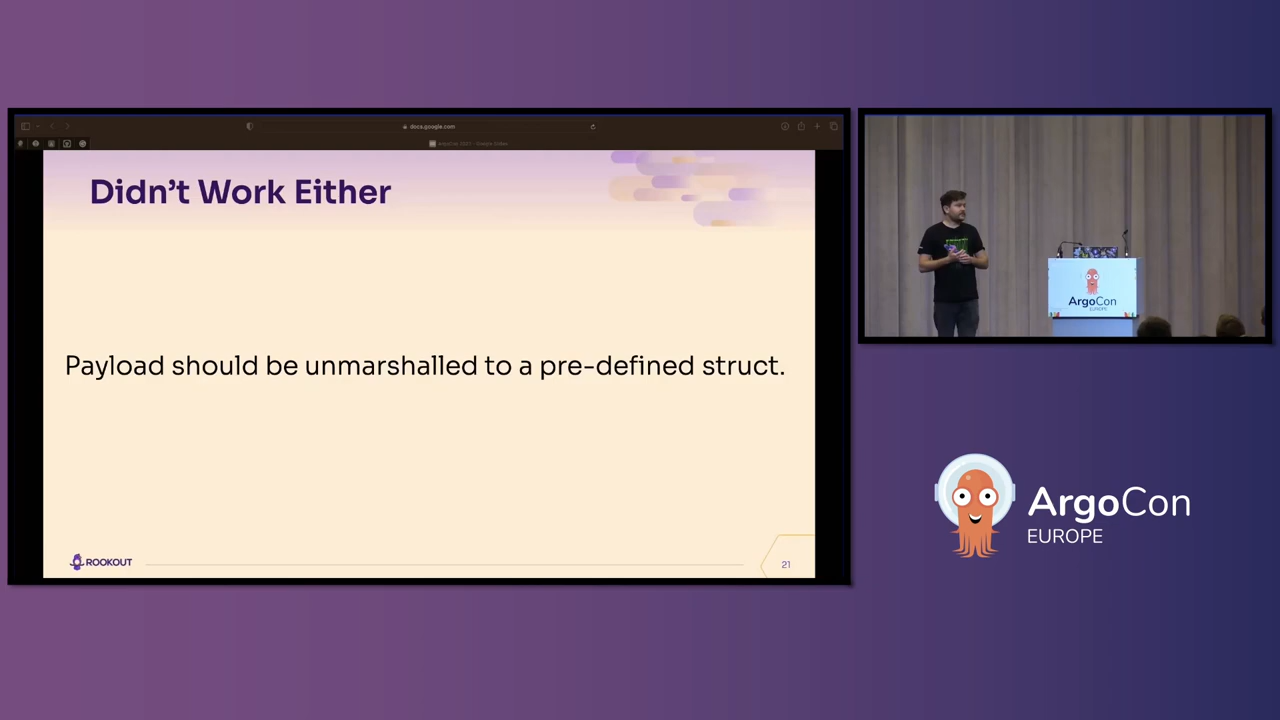 docs.google.com
Didn't Work Either
Payload should be unmarshalled to a pre-defined struct.
ROOKOUT
21
ArgoCon
EUROPE
ArgoCon
EUROPE